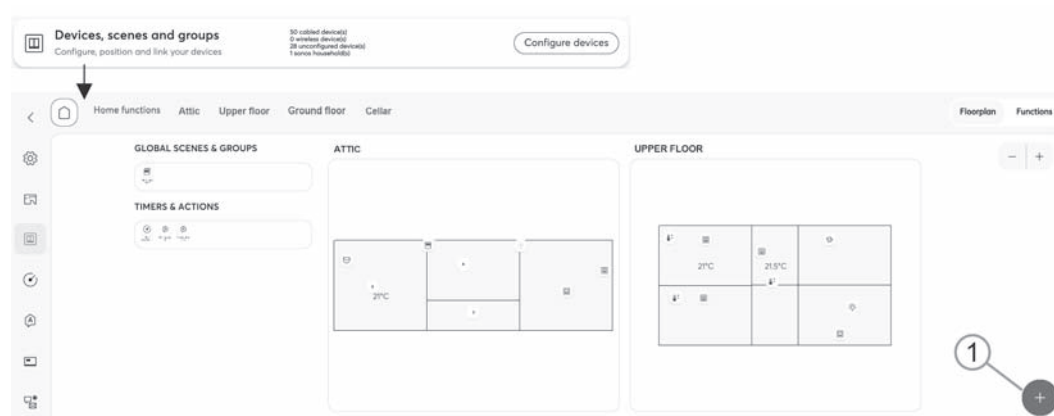 Devices, scenes and groups
Configure, position and link your devices
50 cabled device(s)
0 wireless device(s)
28 unconfigured device(s)
1 sonos household(s)
Configure devices
Home functions Attic Upper floor Ground floor Cellar
Floorplan Functions
GLOBAL SCENES & GROUPS
TIMERS & ACTIONS
ATTIC
21°C
UPPER FLOOR
21°C
21.5°C
- +
1
+